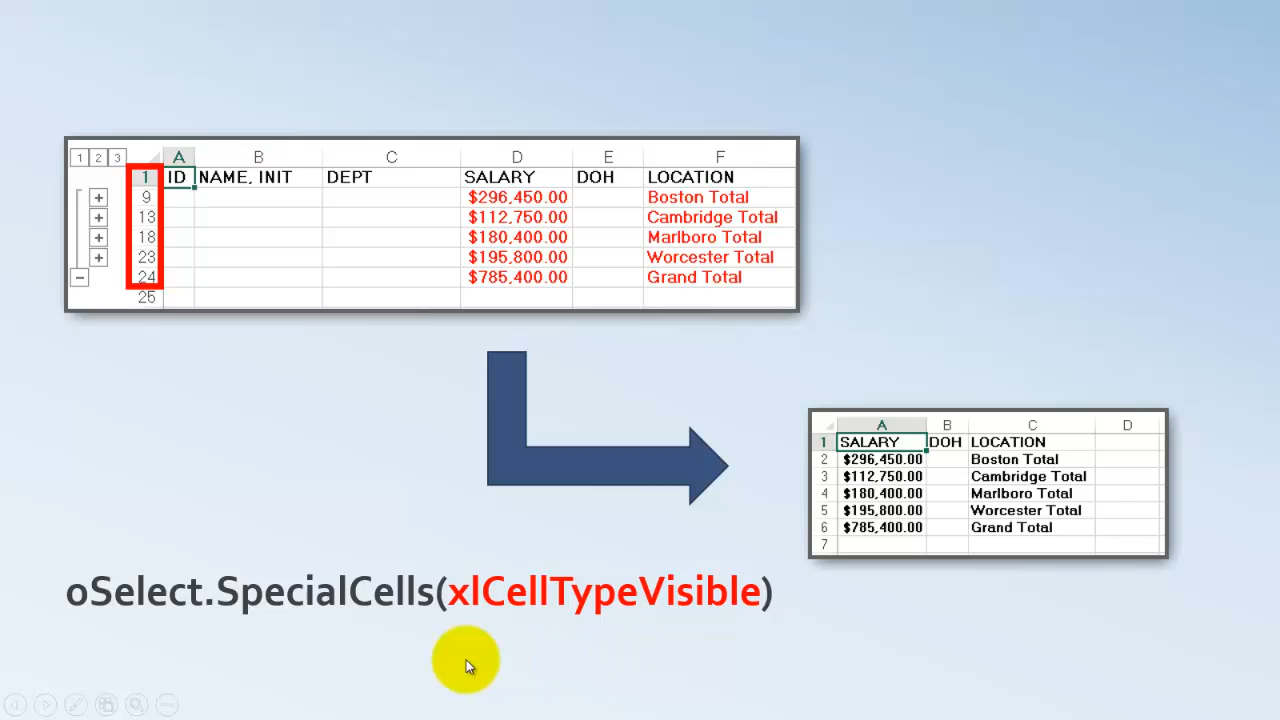 1 2 3 A B C D E F
1 ID NAME, INIT DEPT SALARY DOH LOCATION
+ 9 $296,450.00 Boston Total
+ 13 $112,750.00 Cambridge Total
+ 18 $180,400.00 Marlboro Total
+ 23 $195,800.00 Worcester Total
- 24 $785,400.00 Grand Total
25
A B C D
1 SALARY DOH LOCATION
2 $296,450.00 Boston Total
3 $112,750.00 Cambridge Total
4 $180,400.00 Marlboro Total
5 $195,800.00 Worcester Total
6 $785,400.00 Grand Total
7
oSelect.SpecialCells(xlCellTypeVisible)